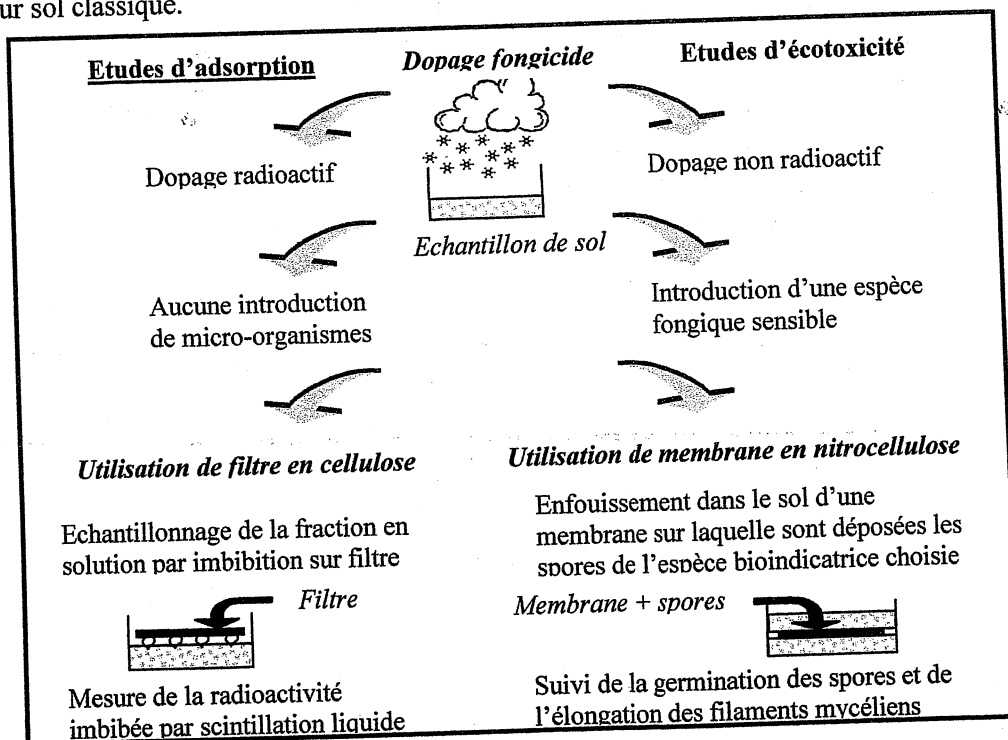 ur sol classique.
Etudes d'adsorption
Dopage fongicide
Etudes d'écotoxicité
Dopage radioactif
Dopage non radioactif
Echantillon de sol
Aucune introduction
de micro-organismes
Introduction d'une espèce
fongique sensible
Utilisation de filtre en cellulose
Echantillonnage de la fraction en
solution par imbibition sur filtre
Filtre
Mesure de la radioactivité
imbibée par scintillation liquide
Utilisation de membrane en nitrocellulose
Enfouissement dans le sol d'une
membrane sur laquelle sont déposées les
spores de l'espèce bioindicatrice choisie
Membrane + spores
Suivi de la germination des spores et de
l'élongation des filaments mycéliens